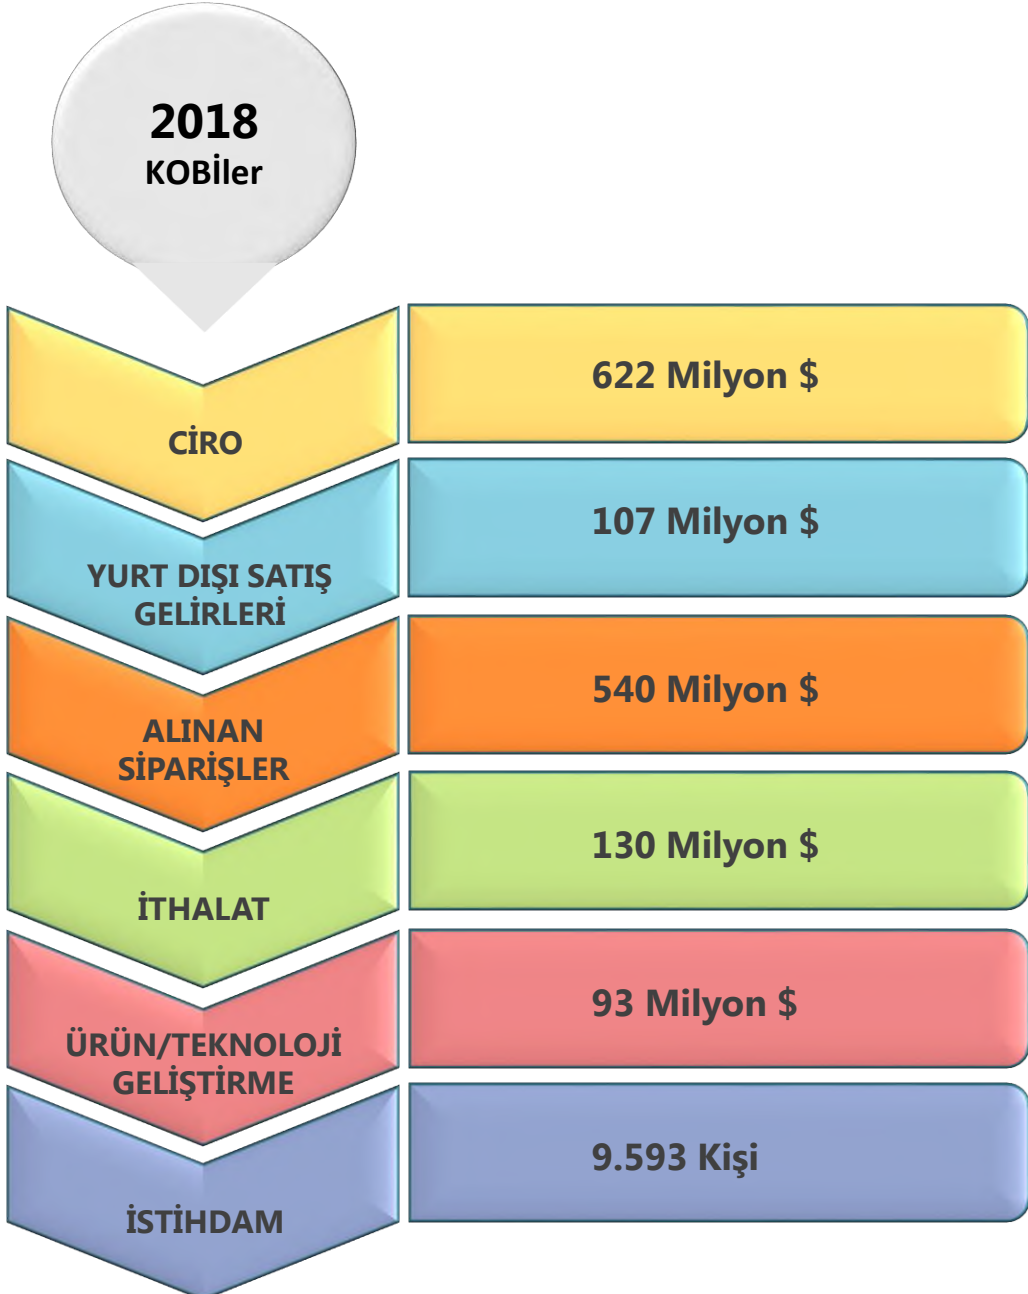 2018
KOBİler
CİRO
622 Milyon $
YURT DIŞI SATIŞ
GELİRLERİ
107 Milyon $
ALINAN
SİPARİŞLER
540 Milyon $
İTHALAT
130 Milyon $
ÜRÜN/TEKNOLOJİ
GELİŞTİRME
93 Milyon $
İSTİHDAM
9.593 Kişi